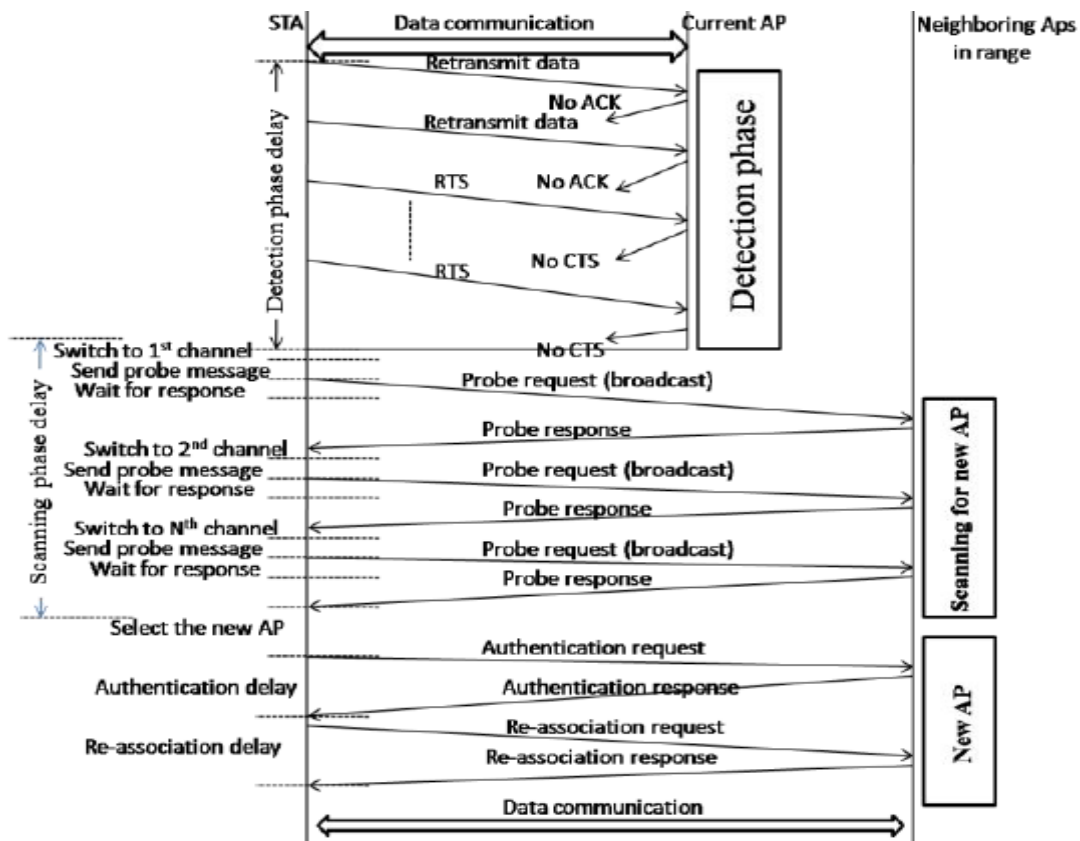 STA
Data communication
Current AP
Neighboring Aps
in range
Retransmit data
No ACK
Retransmit data
No ACK
RTS
No CTS
RTS
No CTS
Detection phase delay
Detection phase
Switch to 1st channel
Send probe message
Wait for response
Probe request (broadcast)
Probe response
Switch to 2nd channel
Send probe message
Wait for response
Probe request (broadcast)
Probe response
Switch to Nth channel
Send probe message
Wait for response
Probe request (broadcast)
Probe response
Scanning phase delay
Scanning for new AP
Select the new AP
Authentication request
Authentication delay
Authentication response
Re-association request
Re-association delay
Re-association response
New AP
Data communication